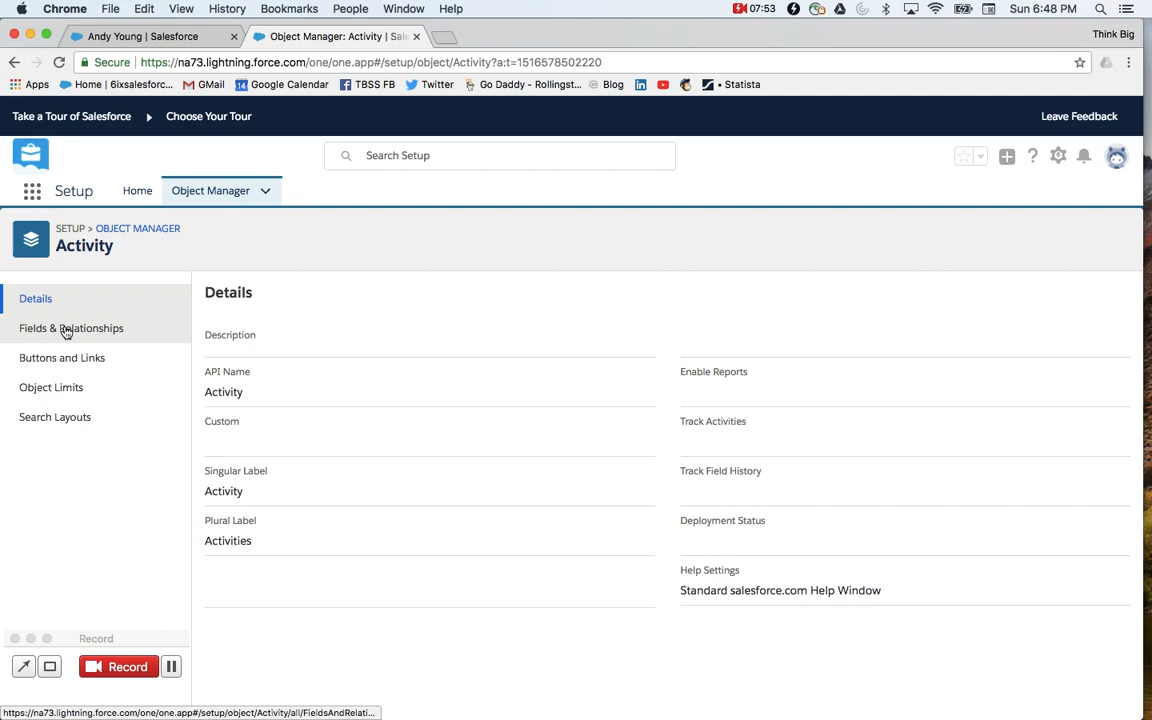 Chrome File Edit View History Bookmarks People Window Help 07:53 Sun 6:48 PM
Andy Young | Salesforce Object Manager: Activity | Sale Think Big
Secure https://na73.lightning.force.com/one/one.app#/setup/object/Activity?a:t=1516578502220
Apps Home | 6ixsalesforc... GMail 14 Google Calendar TBSS FB Twitter Go Daddy - Rollingst... Blog • Statista
Take a Tour of Salesforce Choose Your Tour Leave Feedback
Search Setup
Setup Home Object Manager
SETUP > OBJECT MANAGER
Activity
Details
Fields & Relationships
Buttons and Links
Object Limits
Search Layouts
Details
Description
API Name Enable Reports
Activity
Custom Track Activities
Singular Label Track Field History
Activity
Plural Label Deployment Status
Activities
Help Settings
Standard salesforce.com Help Window
Record
Record
https://na73.lightning.force.com/one/one.app#/setup/object/Activity/all/FieldsAndRelati...